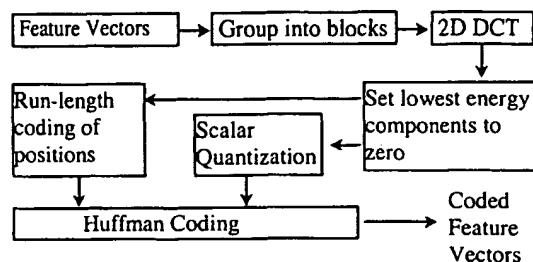 Feature Vectors
Group into blocks
2D DCT
Run-length
coding of
positions
Scalar
Quantization
Set lowest energy
components to
zero
Huffman Coding
Coded
Feature
Vectors